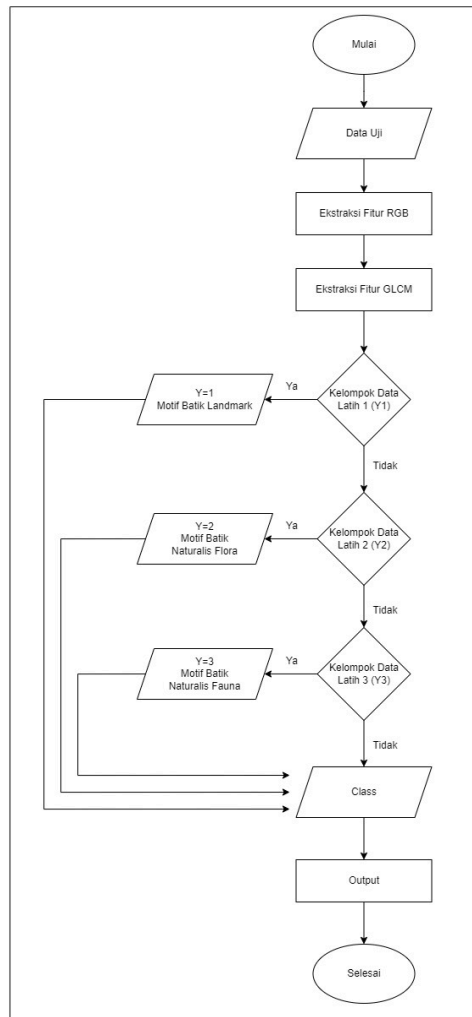 Mulai
Data Uji
Ekstraksi Fitur RGB
Ekstraksi Fitur GLCM
Kelompok Data
Latih 1 (Y1)
Ya
Y=1
Motif Batik Landmark
Tidak
Kelompok Data
Latih 2 (Y2)
Ya
Y=2
Motif Batik
Naturalis Flora
Tidak
Kelompok Data
Latih 3 (Y3)
Ya
Y=3
Motif Batik
Naturalis Fauna
Tidak
Class
Output
Selesai